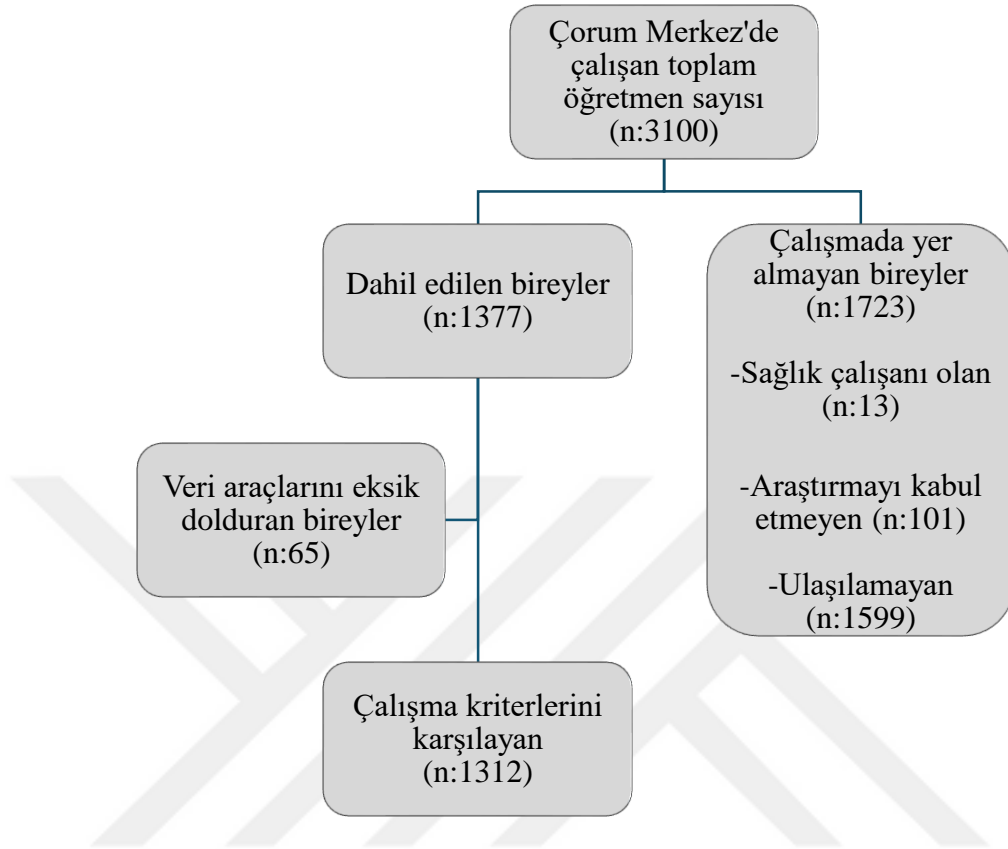 Çorum Merkez'de
çalışan toplam
öğretmen sayısı
(n:3100)
Dahil edilen bireyler
(n:1377)
Çalışmada yer
almayan bireyler
(n:1723)
-Sağlık çalışanı olan
(n:13)
-Araştırmayı kabul
etmeyen (n:101)
-Ulaşılamayan
(n:1599)
Veri araçlarını eksik
dolduran bireyler
(n:65)
Çalışma kriterlerini
karşılayan
(n:1312)